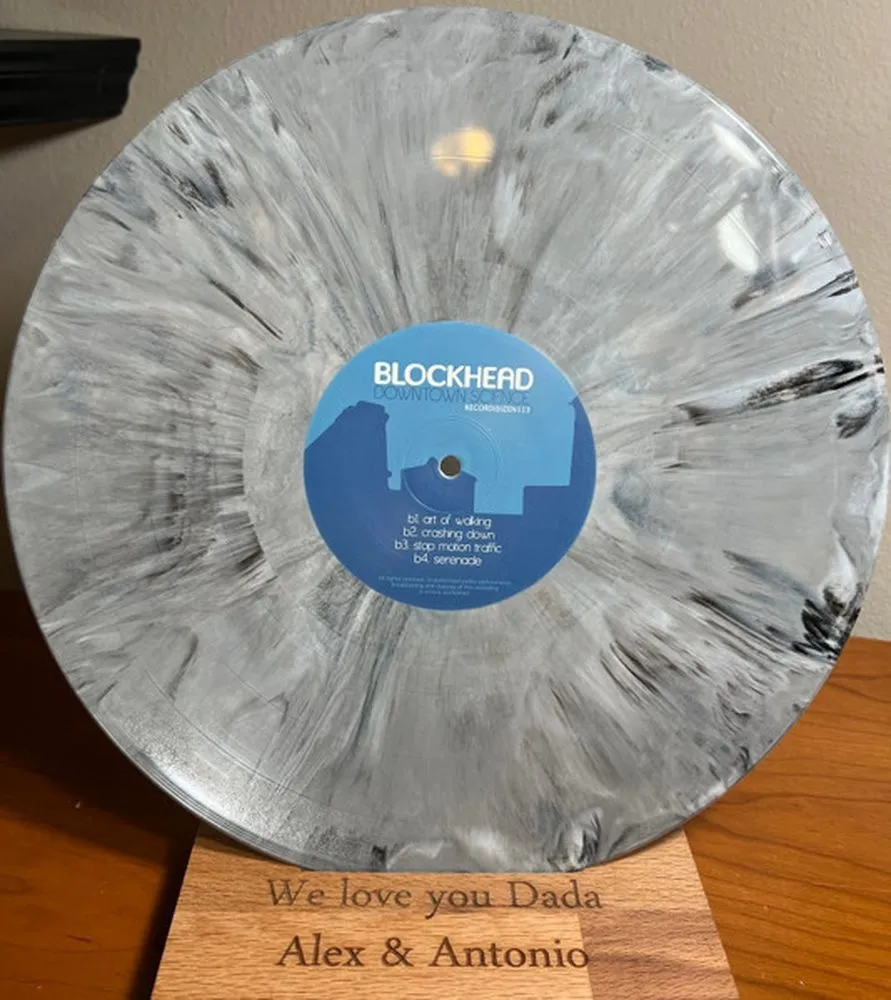 BLOCKHEAD
DOWNTOWN SCIENCE
b1. art of walking
b2. crashing down
b3. stop motion traffic
b4. serenade
We love you Dada
Alex & Antonio